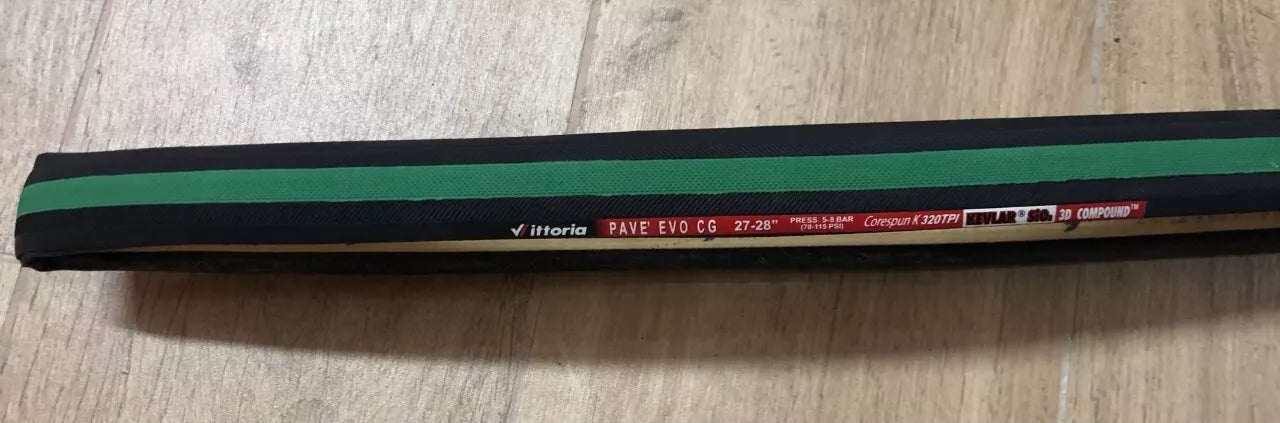 Vittoria PAVE' EVO CG 27-28" PRESS 5-8 BAR
(70-115 PSI) Corespun K 320TPI KEVLAR® SiO₂ 3D COMPOUND™